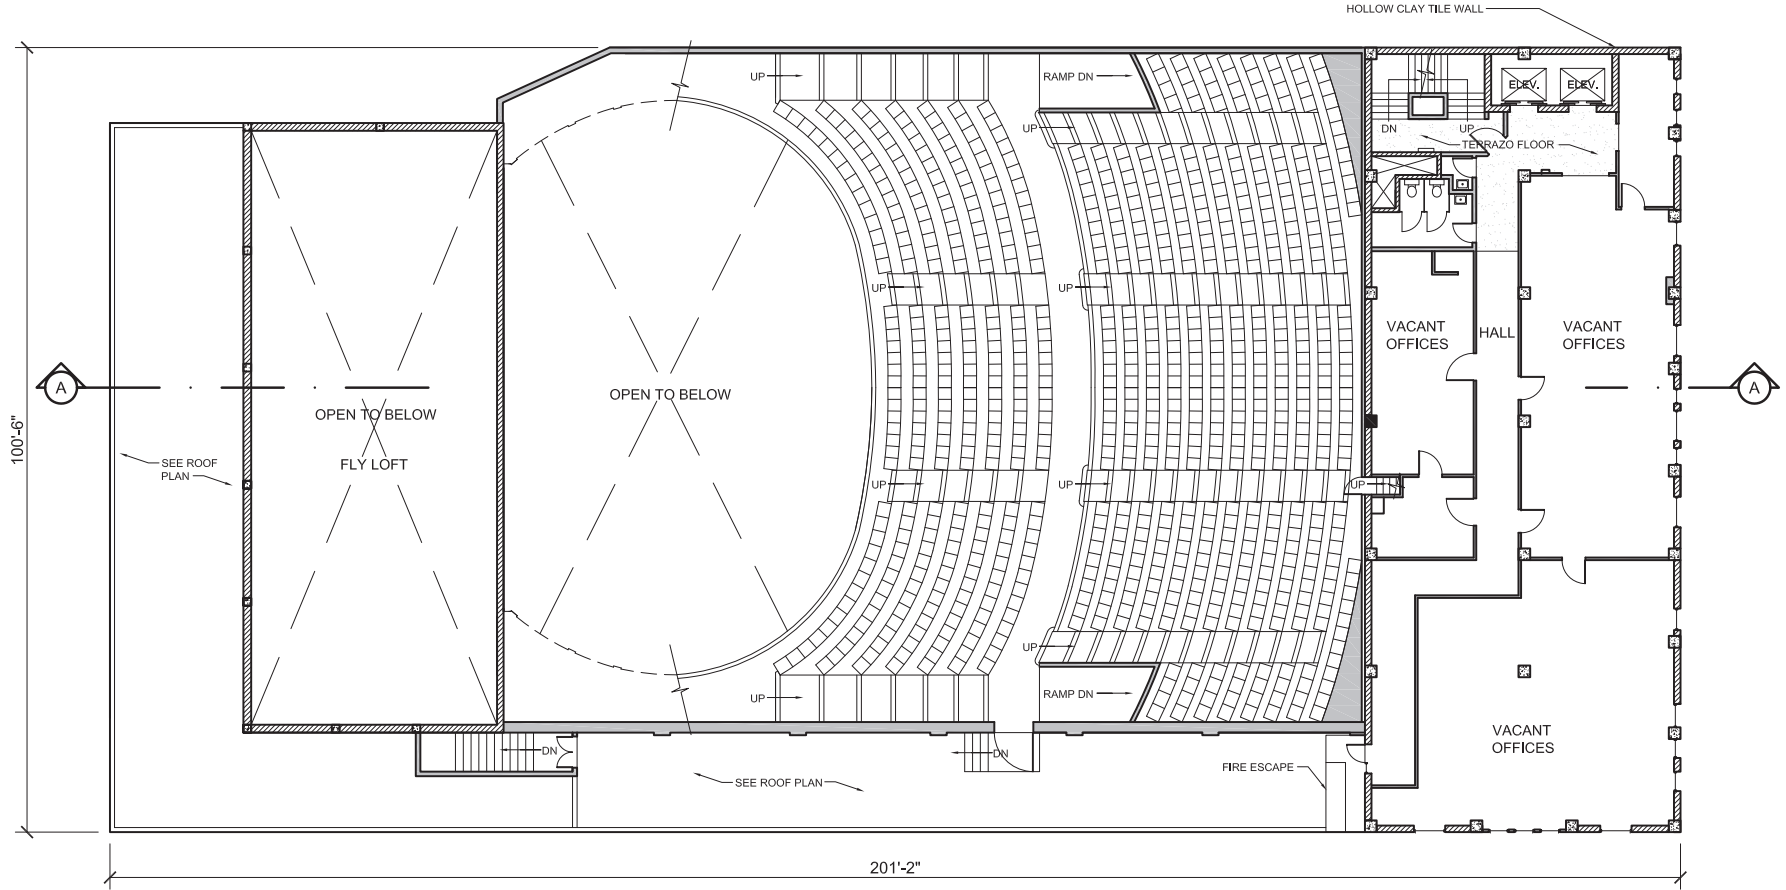 HOLLOW CLAY TILE WALL
UP
RAMP DN
ELEV.
ELEV.
UP
DN
UP
TERRAZO FLOOR
UP
UP
VACANT
OFFICES
HALL
VACANT
OFFICES
A
OPEN TO BELOW
OPEN TO BELOW
A
100'-6"
SEE ROOF
PLAN
FLY LOFT
UP
UP
UP
UP
UP
RAMP DN
VACANT
OFFICES
DN
DN
SEE ROOF PLAN
FIRE ESCAPE
201'-2"